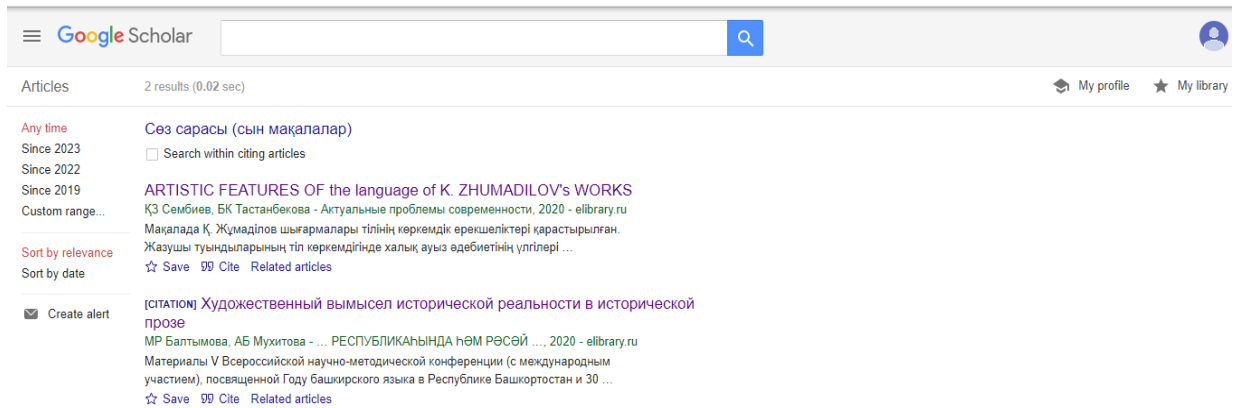 Google Scholar
Articles
2 results (0.02 sec)
My profile
My library
Any time
Since 2023
Since 2022
Since 2019
Custom range...
Sort by relevance
Sort by date
Create alert
Сөз сарасы (сын мақалалар)
Search within citing articles
ARTISTIC FEATURES OF the language of K. ZHUMADILOV's WORKS
ҚЗ Сембиев, БК Тастанбекова - Актуальные проблемы современности, 2020 - elibrary.ru
Мақалада Қ. Жұмаділов шығармалары тілінің көркемдік ерекшеліктері қарастырылған.
Жазушы туындыларының тіл көркемдігінде халық ауыз әдебиетінің үлгілері ...
Save Cite Related articles
[CITATION] Художественный вымысел исторической реальности в исторической
прозе
МР Балтымова, АБ Мухитова - ... РЕСПУБЛИКАҺЫНДА ҺӘМ РӘСӘЙ ..., 2020 - elibrary.ru
Материалы V Всероссийской научно-методической конференции (с международным
участием), посвященной Году башкирского языка в Республике Башкортостан и 30 ...
Save Cite Related articles